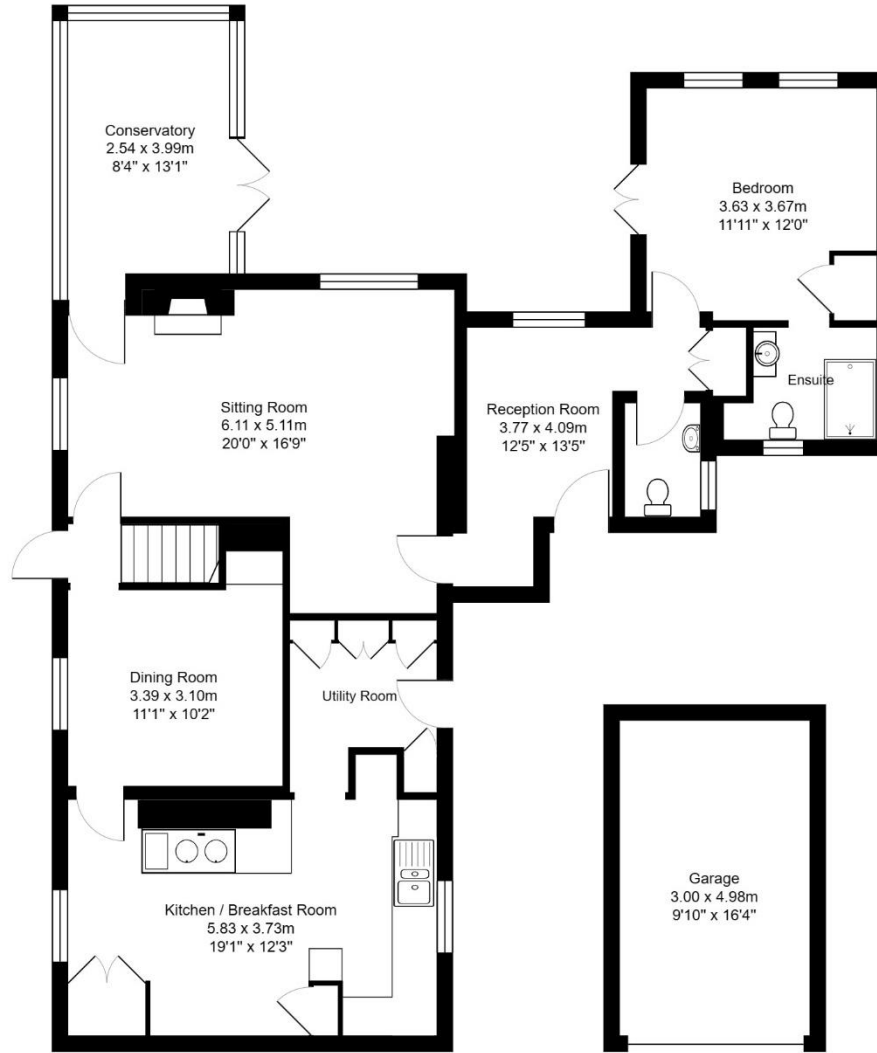 Conservatory
2.54 x 3.99m
8'4" x 13'1"
Bedroom
3.63 x 3.67m
11'11" x 12'0"
Ensuite
Sitting Room
6.11 x 5.11m
20'0" x 16'9"
Reception Room
3.77 x 4.09m
12'5" x 13'5"
Dining Room
3.39 x 3.10m
11'1" x 10'2"
Utility Room
Kitchen / Breakfast Room
5.83 x 3.73m
19'1" x 12'3"
Garage
3.00 x 4.98m
9'10" x 16'4"